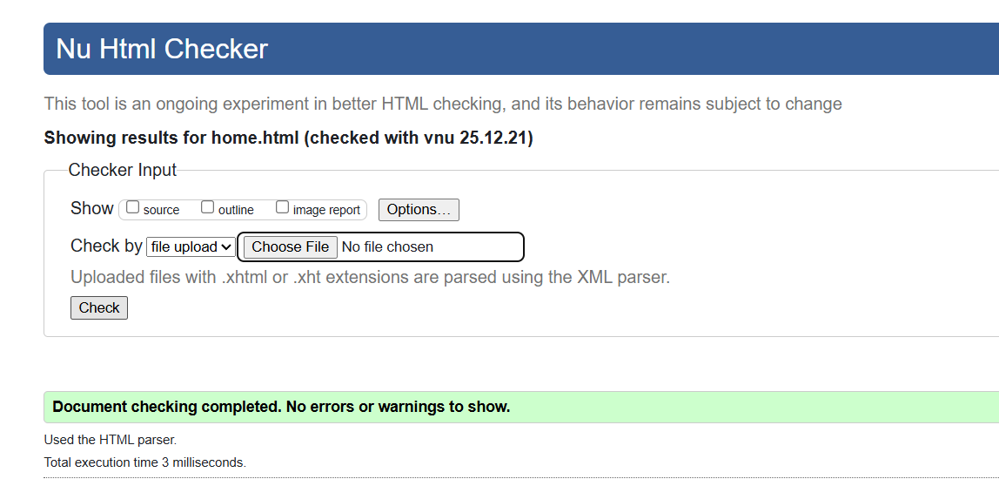 Nu Html Checker
This tool is an ongoing experiment in better HTML checking, and its behavior remains subject to change
Showing results for home.html (checked with vnu 25.12.21)
Checker Input
Show source outline image report Options...
Check by file upload Choose File No file chosen
Uploaded files with .xhtml or .xht extensions are parsed using the XML parser.
Check
Document checking completed. No errors or warnings to show.
Used the HTML parser.
Total execution time 3 milliseconds.